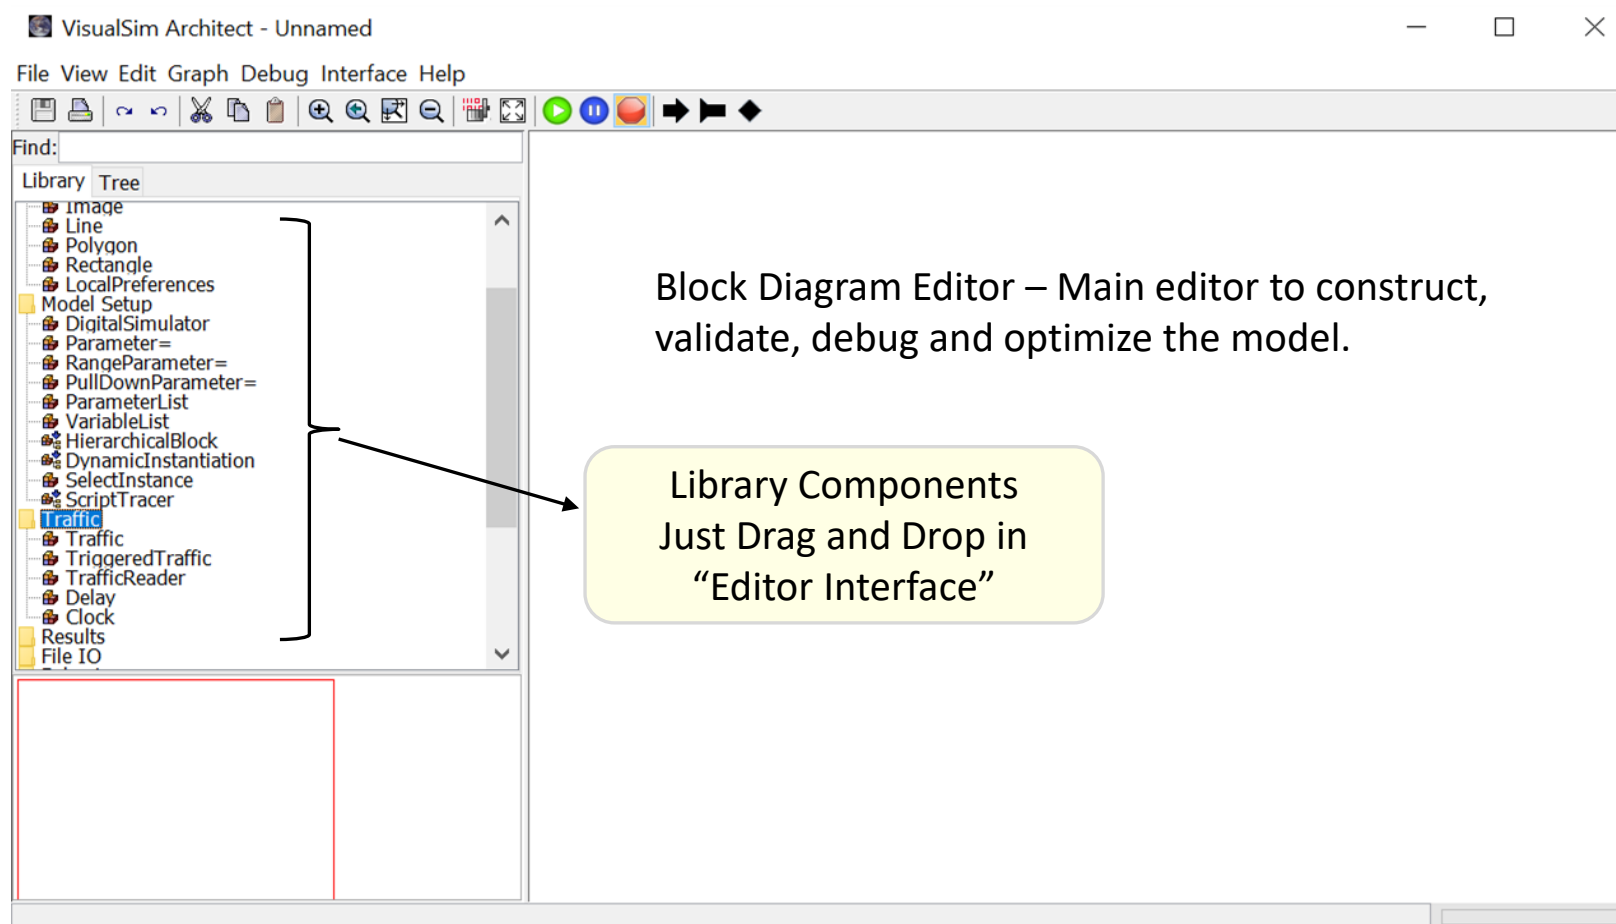 VisualSim Architect - Unnamed
File View Edit Graph Debug Interface Help
Find:
Library Tree
Image
Line
Polygon
Rectangle
LocalPreferences
Model Setup
DigitalSimulator
Parameter=
RangeParameter=
PullDownParameter=
ParameterList
VariableList
HierarchicalBlock
DynamicInstantiation
SelectInstance
ScriptTracer
Traffic
Traffic
TriggeredTraffic
TrafficReader
Delay
Clock
Results
File IO
Block Diagram Editor – Main editor to construct,
validate, debug and optimize the model.
Library Components
Just Drag and Drop in
“Editor Interface”